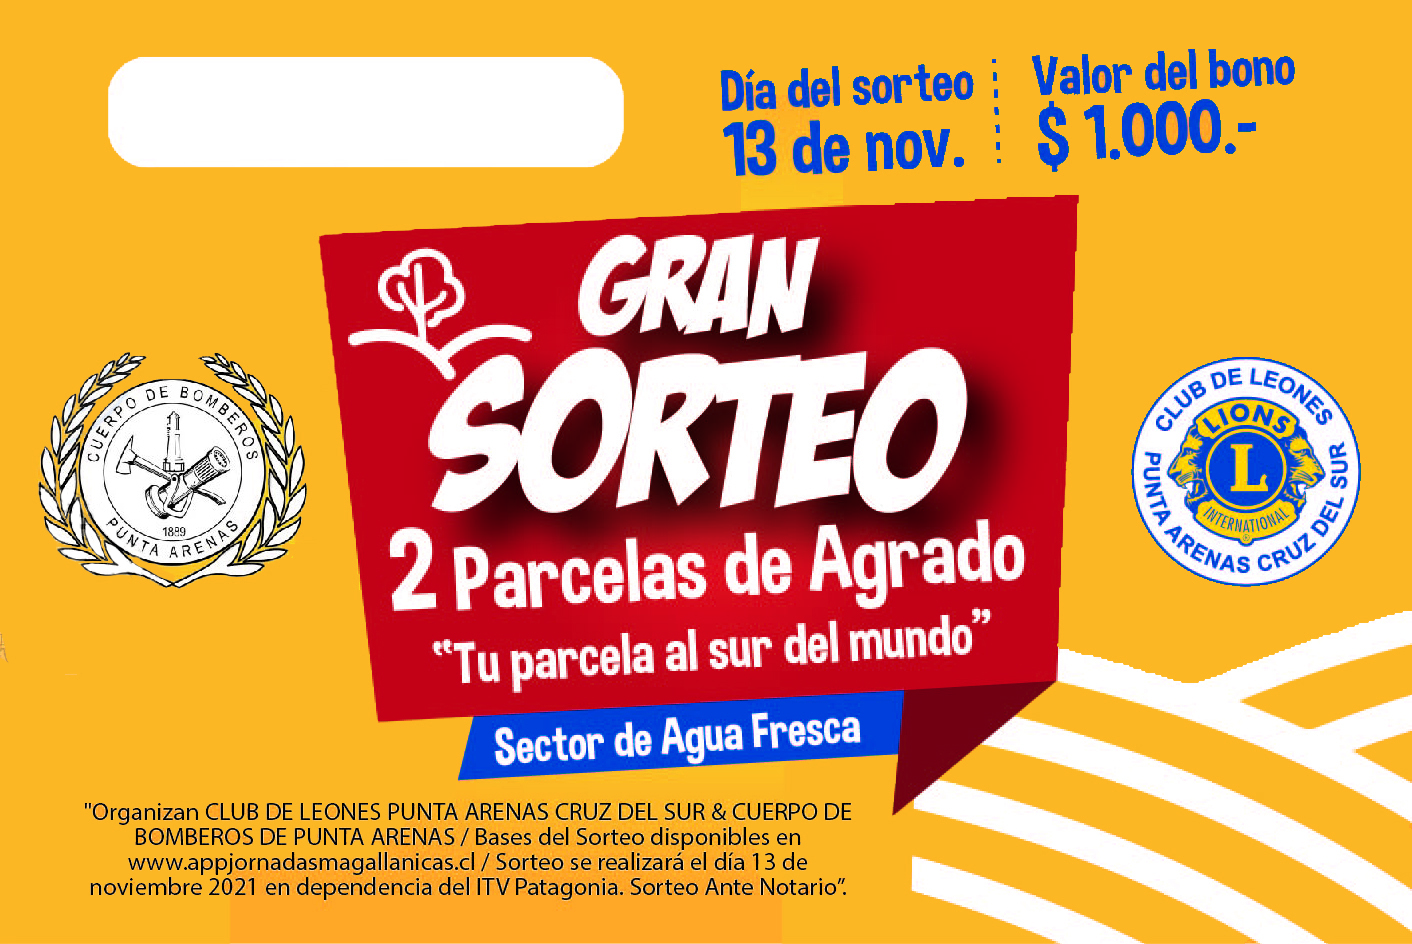 Día del sorteo
13 de nov.
Valor del bono
$ 1.000.-
GRAN
SORTEO
2 Parcelas de Agrado
“Tu parcela al sur del mundo”
Sector de Agua Fresca
CUERPO DE BOMBEROS
1889
PUNTA ARENAS
CLUB DE LEONES
LIONS
L
INTERNATIONAL
®
PUNTA ARENAS CRUZ DEL SUR
"Organizan CLUB DE LEONES PUNTA ARENAS CRUZ DEL SUR & CUERPO DE
BOMBEROS DE PUNTA ARENAS / Bases del Sorteo disponibles en
www.appjornadasmagallanicas.cl / Sorteo se realizará el día 13 de
noviembre 2021 en dependencia del ITV Patagonia. Sorteo Ante Notario”.